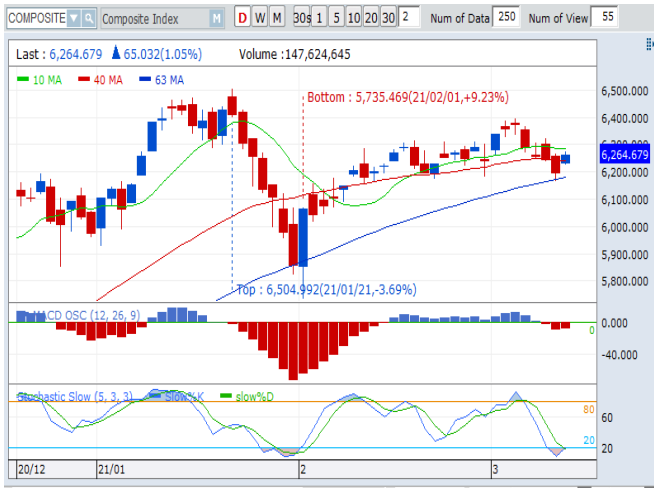 COMPOSITE Composite Index M D W M 30s 1 5 10 20 30 2 Num of Data 250 Num of View 55
Last : 6,264.679 65.032(1.05%) Volume :147,624,645
10 MA 40 MA 63 MA
Bottom : 5,735.469(21/02/01,+9.23%)
6,500.000
6,400.000
6,264.679
6,200.000
6,100.000
6,000.000
5,900.000
5,800.000
Top : 6,504.992(21/01/21,-3.69%)
MACD OSC (12, 26, 9)
0.000
0
-40.000
Stochastic Slow (5, 3, 3) Slow%K slow%D
80
60
20
20
20/12 21/01 2 3